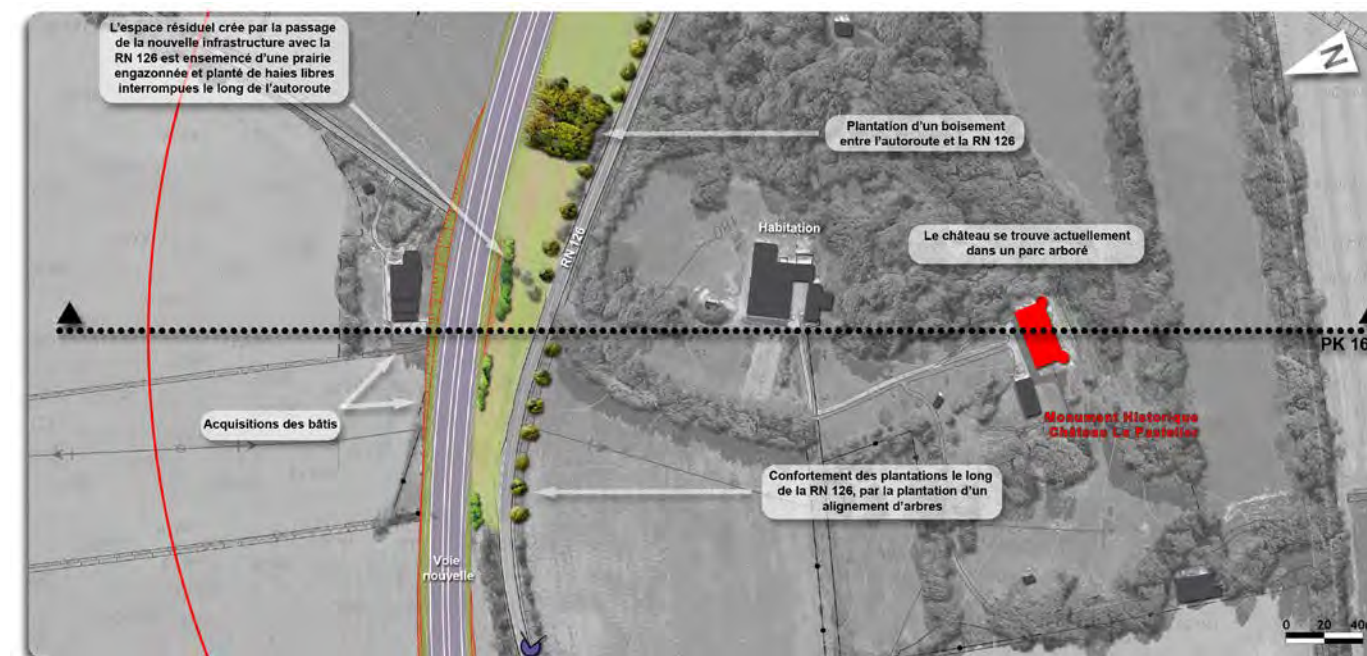 L'espace résiduel crée par la passage
de la nouvelle infrastructure avec la
RN 126 est ensemencé d'une prairie
engazonnée et planté de haies libres
interrompues le long de l'autoroute
N
Plantation d'un boisement
entre l'autoroute et la RN 126
RN 126
Habitation
Le château se trouve actuellement
dans un parc arboré
PK 16
Acquisitions des bâtis
Monument Historique
Château Le Pastelier
Confortement des plantations le long
de la RN 126, par la plantation d'un
alignement d'arbres
Voie
nouvelle
0 20 40